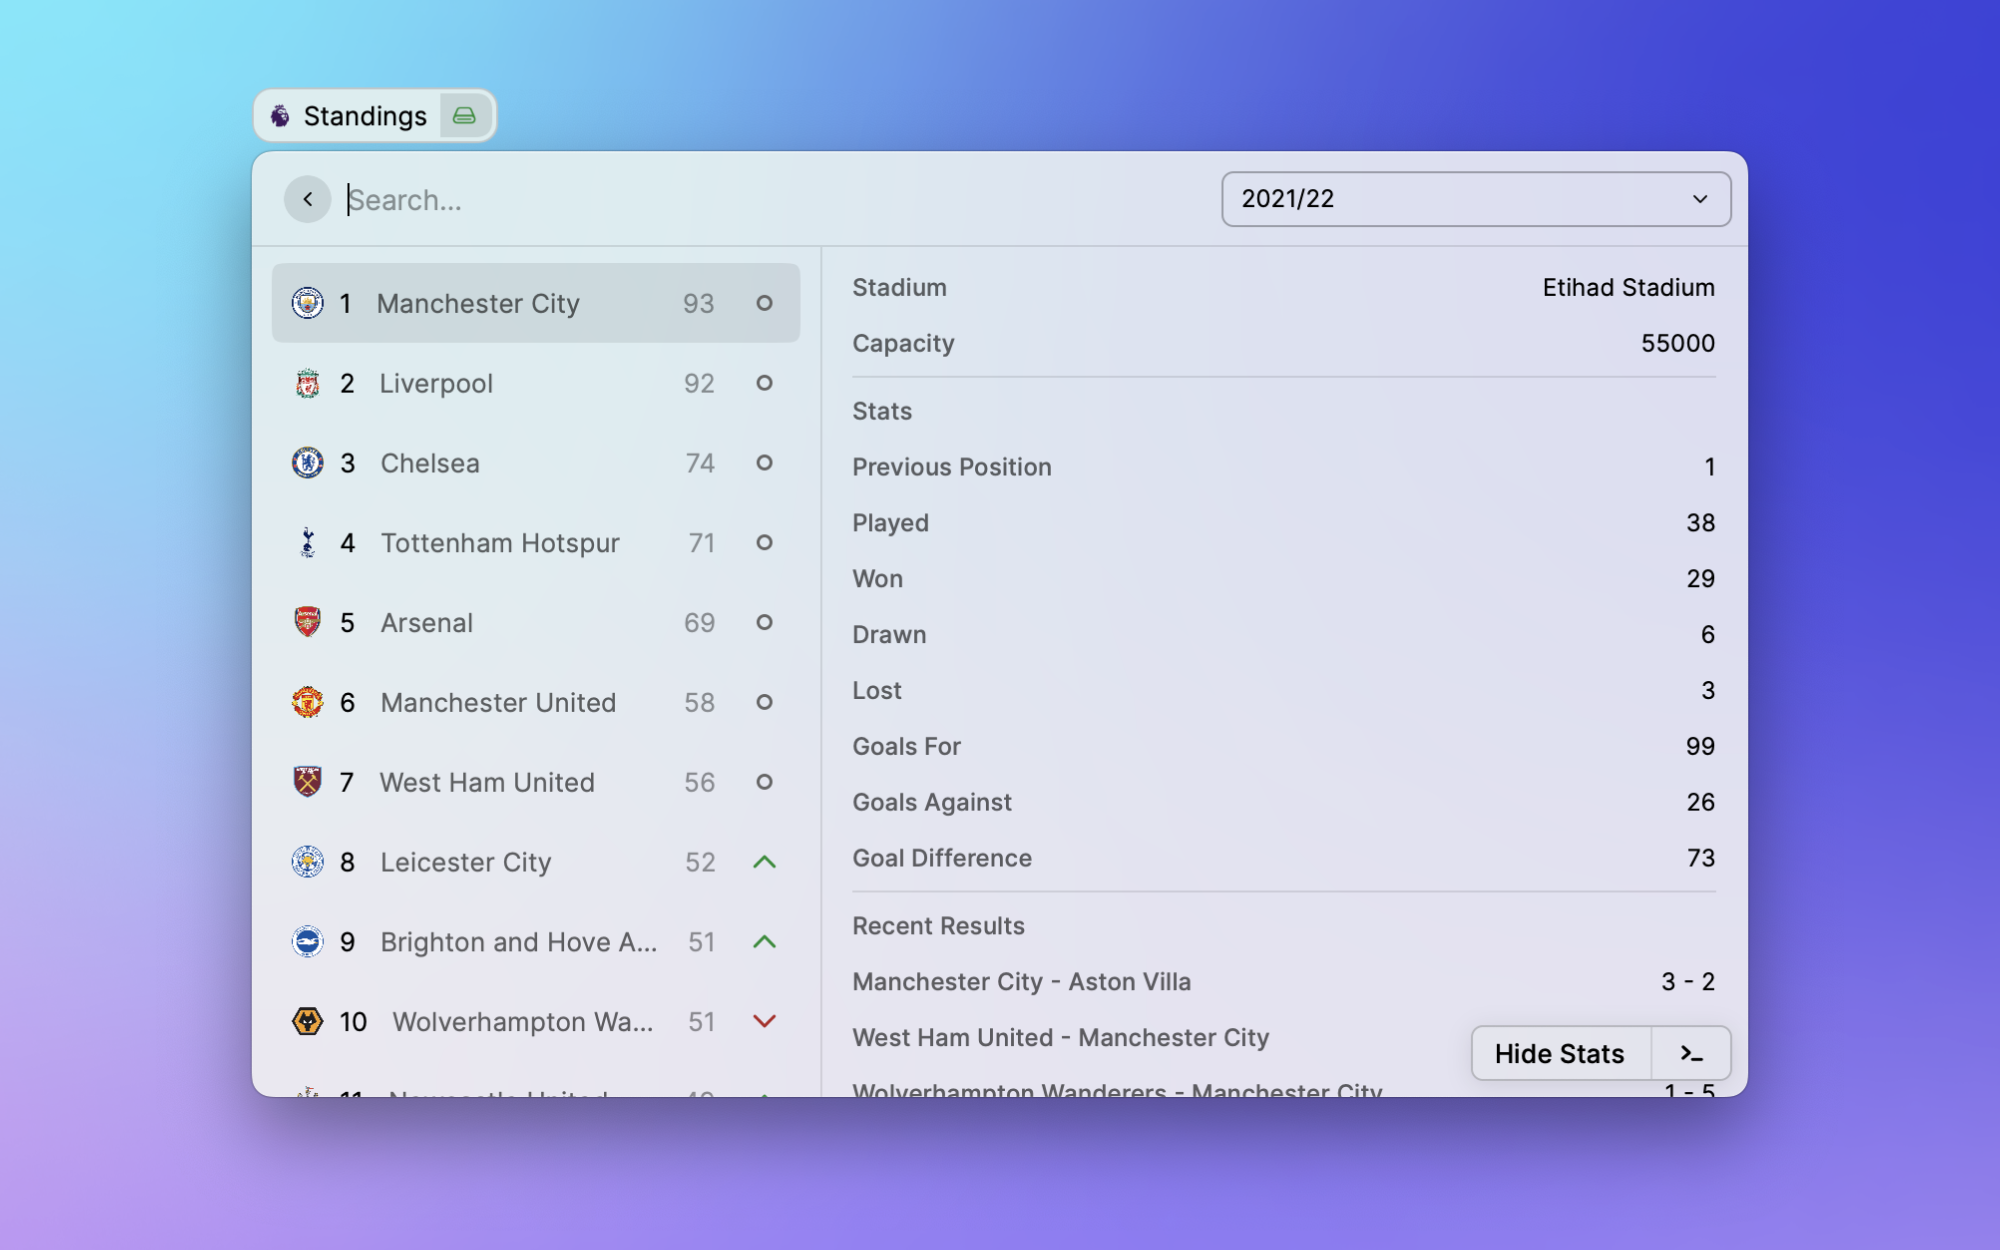 Standings
Search...
2021/22
1 Manchester City 93
2 Liverpool 92
3 Chelsea 74
4 Tottenham Hotspur 71
5 Arsenal 69
6 Manchester United 58
7 West Ham United 56
8 Leicester City 52
9 Brighton and Hove A... 51
10 Wolverhampton Wa... 51
11 Newcastle United
Stadium Etihad Stadium
Capacity 55000
Stats
Previous Position 1
Played 38
Won 29
Drawn 6
Lost 3
Goals For 99
Goals Against 26
Goal Difference 73
Recent Results
Manchester City - Aston Villa 3 - 2
West Ham United - Manchester City
Wolverhampton Wanderers - Manchester City 1 - 5
Hide Stats >_